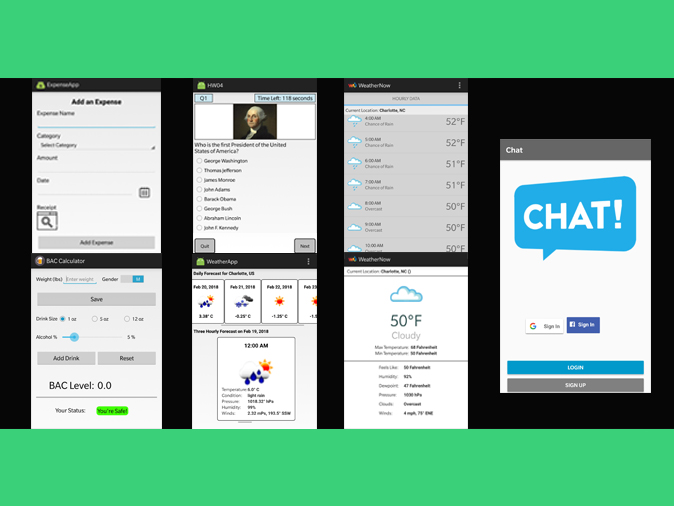 ExpenseApp
Add an Expense
Expense Name
Category
Select Category
Amount
Date
Receipt
Add Expense
BAC Calculator
Weight (lbs) Enter weight Gender M
Save
Drink Size 1 oz 5 oz 12 oz
Alcohol % 5 %
Add Drink Reset
BAC Level: 0.0
Your Status: You're Safe!
HW04
Q1 Time Left: 118 seconds
Who is the first President of the United
States of America?
George Washington
Thomas Jefferson
James Monroe
John Adams
Barack Obama
George Bush
Abraham Lincoln
John F. Kennedy
Quit Next
WeatherApp
Daily Forecast for Charlotte, US
Feb 20, 2018 Feb 21, 2018 Feb 22, 2018 Feb 23
3.38° C -0.25° C -1.25° C -1.
Three Hourly Forecast on Feb 19, 2018
12:00 AM
Temperature: 6.0° C
Condition: light rain
Pressure: 1018.32° hPa
Humidity: 99%
Winds: 2.32 mps, 193.5° SSW
WeatherNow
HOURLY DATA
Current Location: Charlotte, NC
4:00 AM
Chance of Rain 52°F
5:00 AM
Chance of Rain 52°F
6:00 AM
Chance of Rain 51°F
7:00 AM
Chance of Rain 51°F
8:00 AM
Overcast 50°F
9:00 AM
Overcast 50°F
10:00 AM
Overcast 50°F
WeatherNow
Current Location: Charlotte, NC ()
50°F
Cloudy
Max Temperature: 68 Fahrenheit
Min Temperature: 50 Fahrenheit
Feels Like: 50 Fahrenheit
Humidity: 92%
Dewpoint: 47 Fahrenheit
Pressure: 1030 hPa
Clouds: Overcast
Winds: 4 mph, 75° ENE
Chat
CHAT!
G Sign In f Sign In
LOGIN
SIGN UP